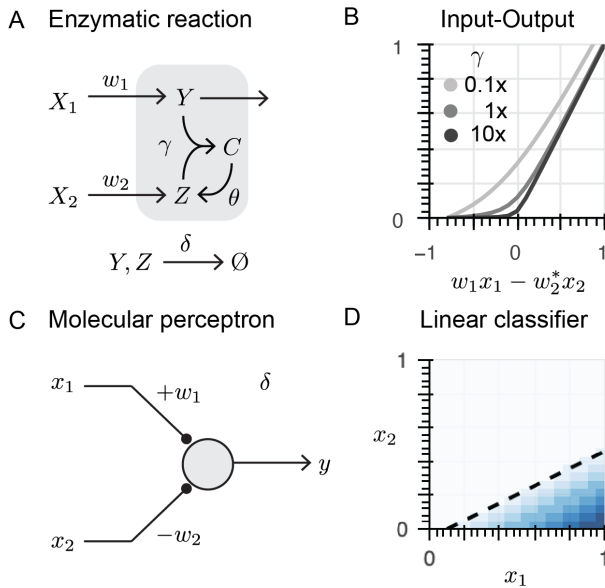 A Enzymatic reaction
X₁ w₁ Y
γ C
X₂ w₂ Z θ
Y, Z δ Ø
B Input-Output
1
γ
0.1x
1x
10x
0
−1 0 1
w₁x₁ − w₂*x₂
C Molecular perceptron
x₁ +w₁ δ
y
x₂ −w₂
D Linear classifier
1
x₂
0
0 1
x₁